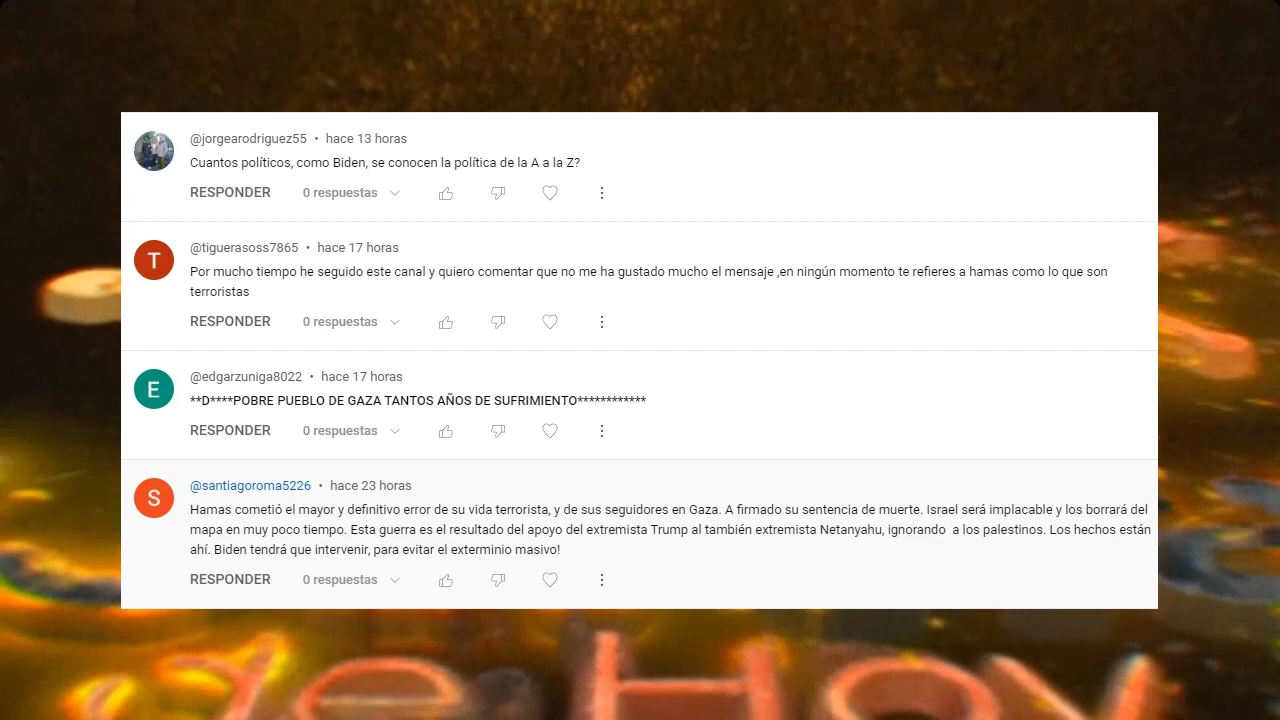 @jorgearodriguez55 • hace 13 horas
Cuantos políticos, como Biden, se conocen la política de la A a la Z?
RESPONDER 0 respuestas
T
@tiguerasoss7865 • hace 17 horas
Por mucho tiempo he seguido este canal y quiero comentar que no me ha gustado mucho el mensaje ,en ningún momento te refieres a hamas como lo que son
terroristas
RESPONDER 0 respuestas
E
@edgarzuniga8022 • hace 17 horas
**D****POBRE PUEBLO DE GAZA TANTOS AÑOS DE SUFRIMIENTO************
RESPONDER 0 respuestas
S
@santiagoroma5226 • hace 23 horas
Hamas cometió el mayor y definitivo error de su vida terrorista, y de sus seguidores en Gaza. A firmado su sentencia de muerte. Israel será implacable y los borrará del
mapa en muy poco tiempo. Esta guerra es el resultado del apoyo del extremista Trump al también extremista Netanyahu, ignorando  a los palestinos. Los hechos están
ahí. Biden tendrá que intervenir, para evitar el exterminio masivo!
RESPONDER 0 respuestas